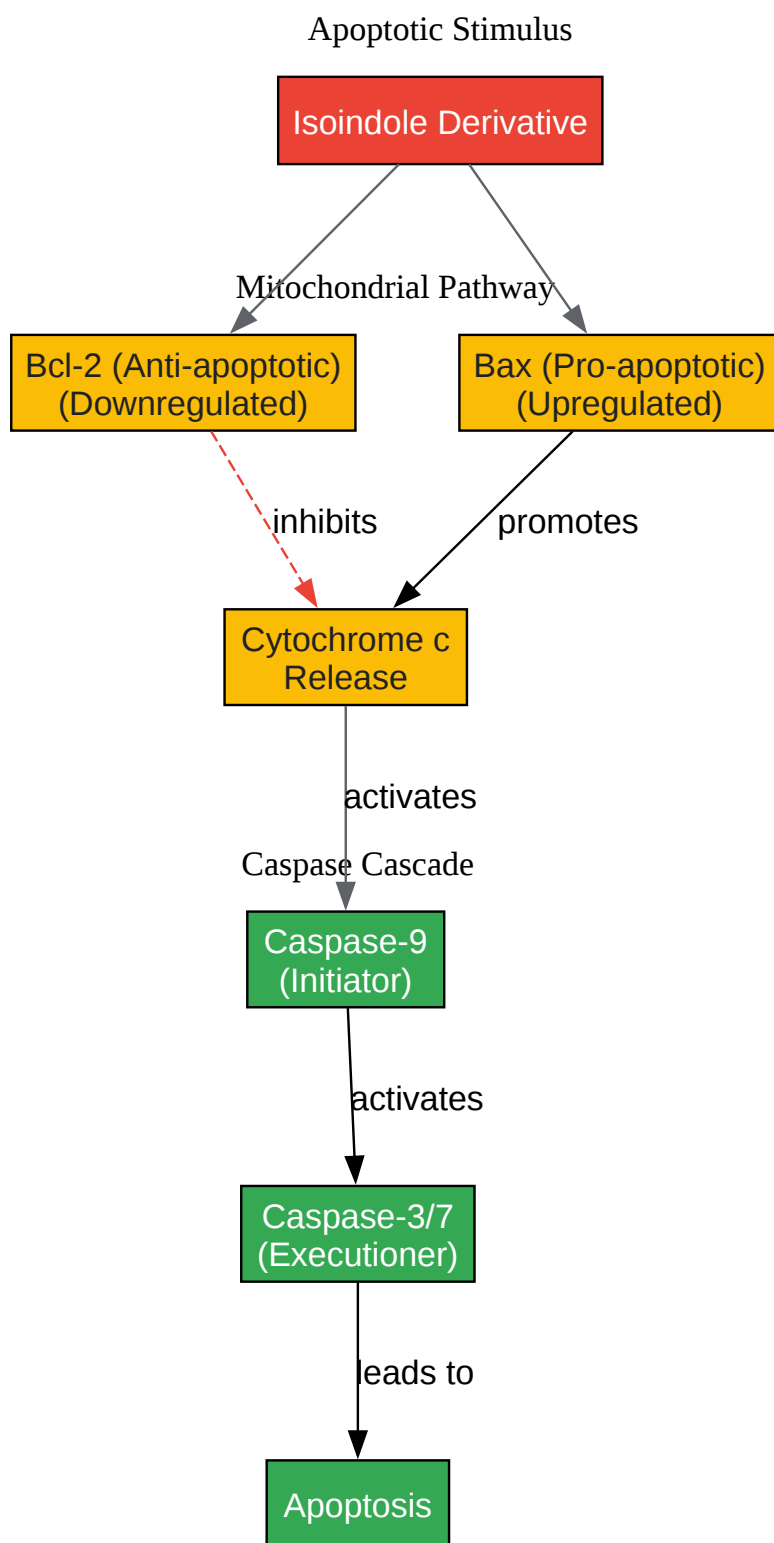 Apoptotic Stimulus
Isoindole Derivative
Mitochondrial Pathway
Bcl-2 (Anti-apoptotic)
(Downregulated)
Bax (Pro-apoptotic)
(Upregulated)
inhibits
promotes
Cytochrome c
Release
activates
Caspase Cascade
Caspase-9
(Initiator)
activates
Caspase-3/7
(Executioner)
leads to
Apoptosis